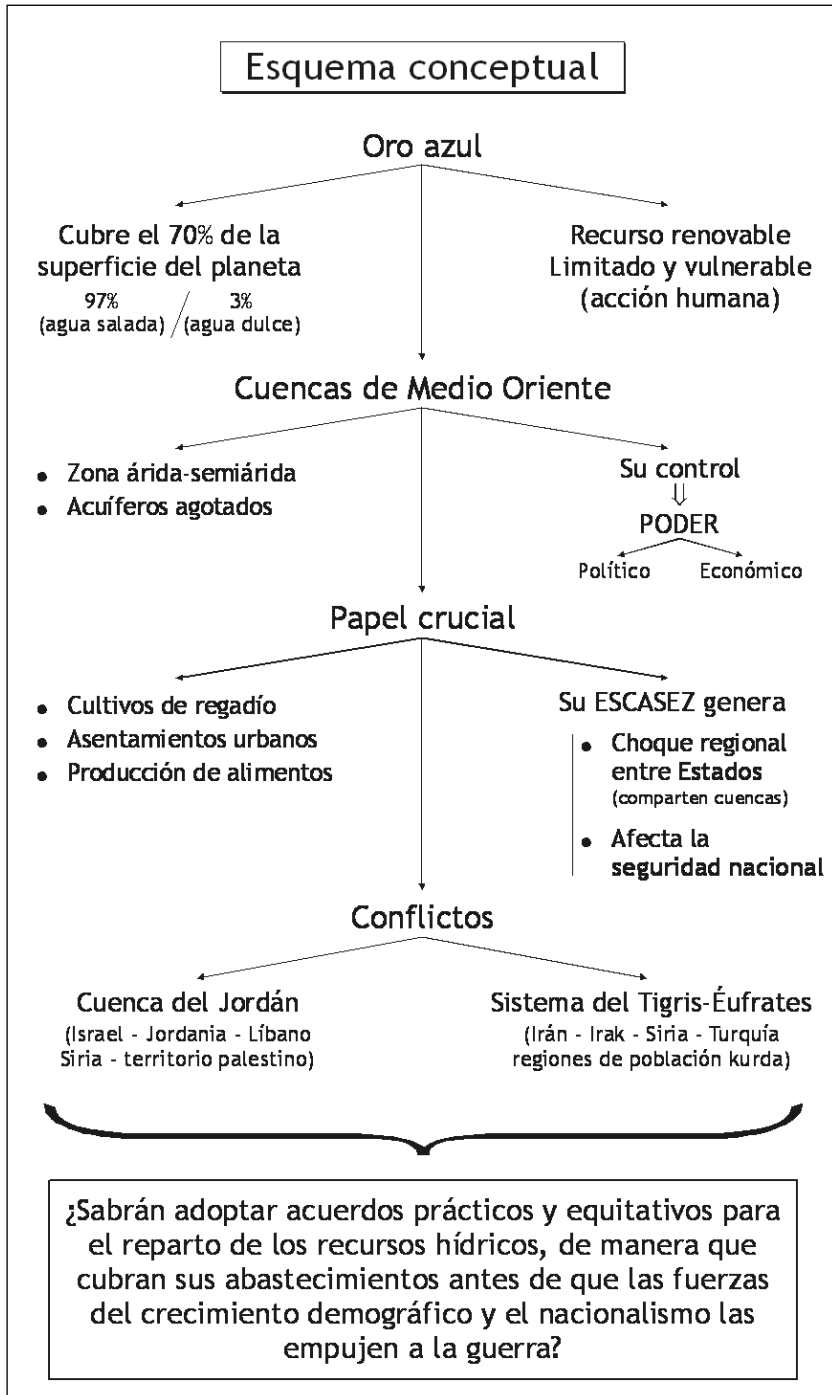 Esquema conceptual
Oro azul
Cubre el 70% de la
superficie del planeta
97% / 3%
(agua salada) (agua dulce)
Recurso renovable
Limitado y vulnerable
(acción humana)
Cuencas de Medio Oriente
• Zona árida-semiárida
• Acuíferos agotados
Su control
⇓
PODER
Político Económico
Papel crucial
• Cultivos de regadío
• Asentamientos urbanos
• Producción de alimentos
Su ESCASEZ genera
• Choque regional
entre Estados
(comparten cuencas)
• Afecta la
seguridad nacional
Conflictos
Cuenca del Jordán
(Israel - Jordania - Líbano
Siria - territorio palestino)
Sistema del Tigris-Éufrates
(Irán - Irak - Siria - Turquía
regiones de población kurda)
¿Sabrán adoptar acuerdos prácticos y equitativos para
el reparto de los recursos hídricos, de manera que
cubran sus abastecimientos antes de que las fuerzas
del crecimiento demográfico y el nacionalismo las
empujen a la guerra?